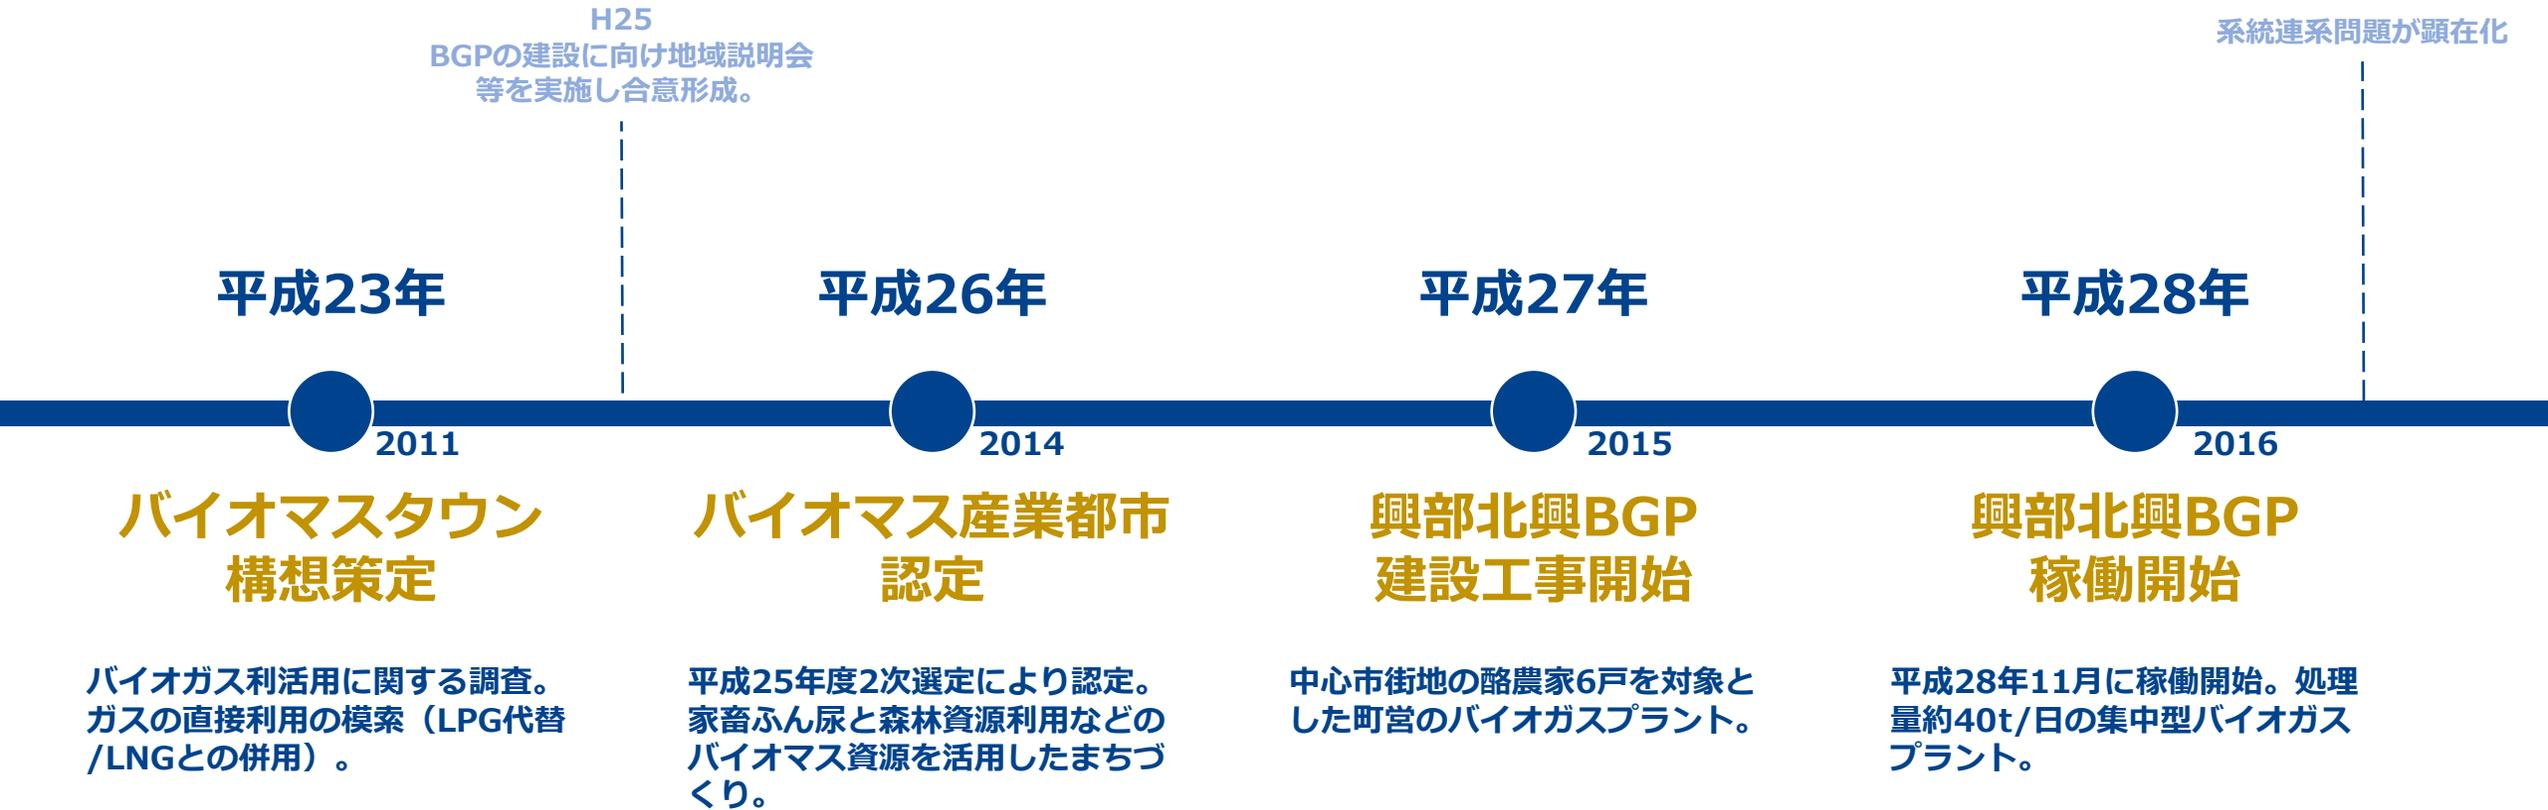 H25
BGPの建設に向け地域説明会
等を実施し合意形成。
系統連系問題が顕在化
平成23年
平成26年
平成27年
平成28年
2011
2014
2015
2016
バイオマスタウン
構想策定
バイオマス産業都市
認定
興部北興BGP
建設工事開始
興部北興BGP
稼働開始
バイオガス利活用に関する調査。
ガスの直接利用の模索（LPG代替
/LNGとの併用）。
平成25年度2次選定により認定。
家畜ふん尿と森林資源利用などの
バイオマス資源を活用したまちづ
くり。
中心市街地の酪農家6戸を対象と
した町営のバイオガスプラント。
平成28年11月に稼働開始。処理
量約40t/日の集中型バイオガス
プラント。